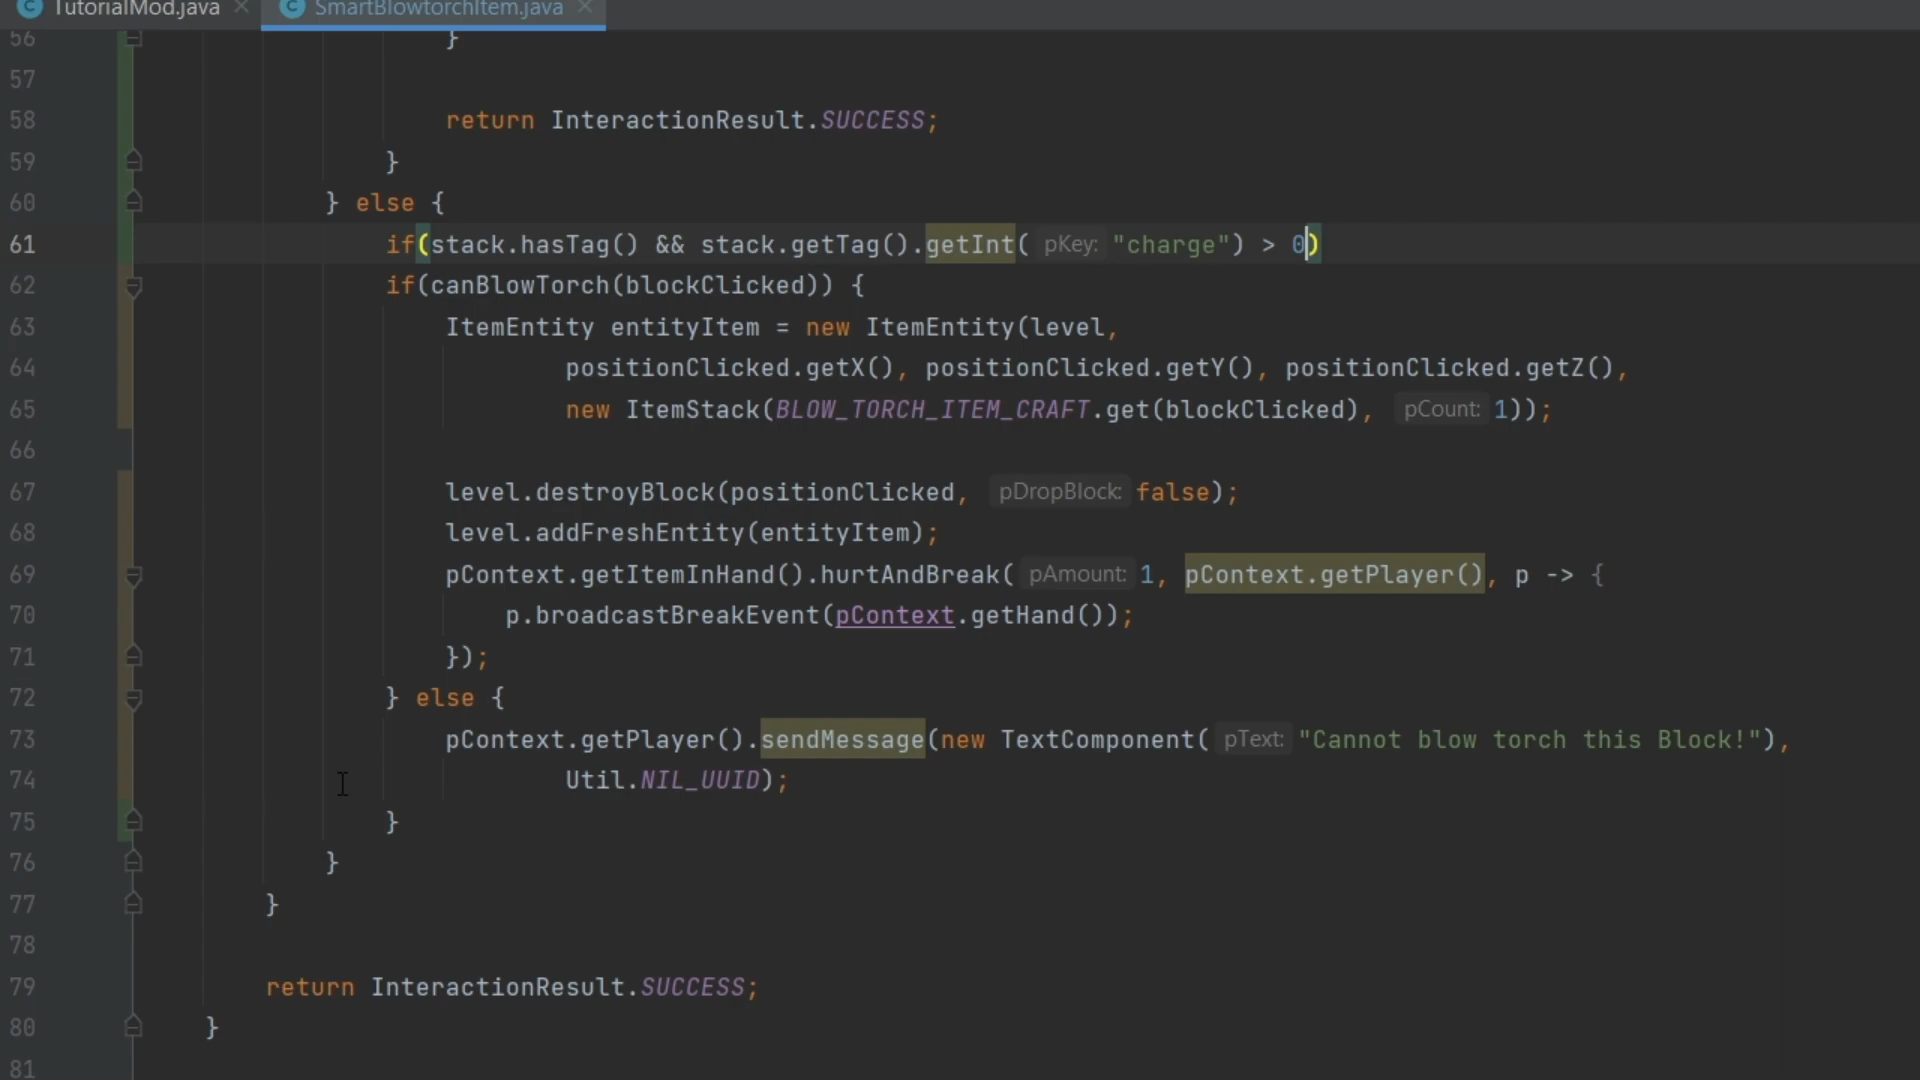 TutorialMod.java SmartBlowtorchItem.java
56 }
57
58 return InteractionResult.SUCCESS;
59 }
60 } else {
61 if(stack.hasTag() && stack.getTag().getInt( pKey: "charge") > 0)
62 if(canBlowTorch(blockClicked)) {
63 ItemEntity entityItem = new ItemEntity(level,
64 positionClicked.getX(), positionClicked.getY(), positionClicked.getZ(),
65 new ItemStack(BLOW_TORCH_ITEM_CRAFT.get(blockClicked), pCount: 1));
66
67 level.destroyBlock(positionClicked, pDropBlock: false);
68 level.addFreshEntity(entityItem);
69 pContext.getItemInHand().hurtAndBreak( pAmount: 1, pContext.getPlayer(), p -> {
70 p.broadcastBreakEvent(pContext.getHand());
71 });
72 } else {
73 pContext.getPlayer().sendMessage(new TextComponent( pText: "Cannot blow torch this Block!"),
74 Util.NIL_UUID);
75 }
76 }
77 }
78
79 return InteractionResult.SUCCESS;
80 }
81